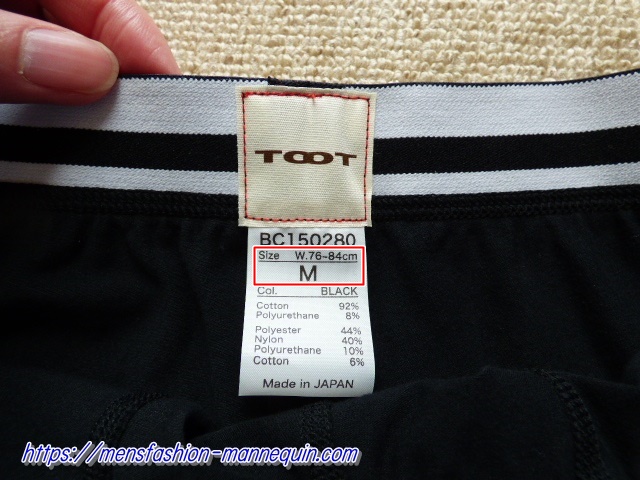 TOOT
BC150280
Size W.76~84cm
M
Col. BLACK
Cotton 92%
Polyurethane 8%
Polyester 44%
Nylon 40%
Polyurethane 10%
Cotton 6%
Made in JAPAN
https://mensfashion-mannequin.com/